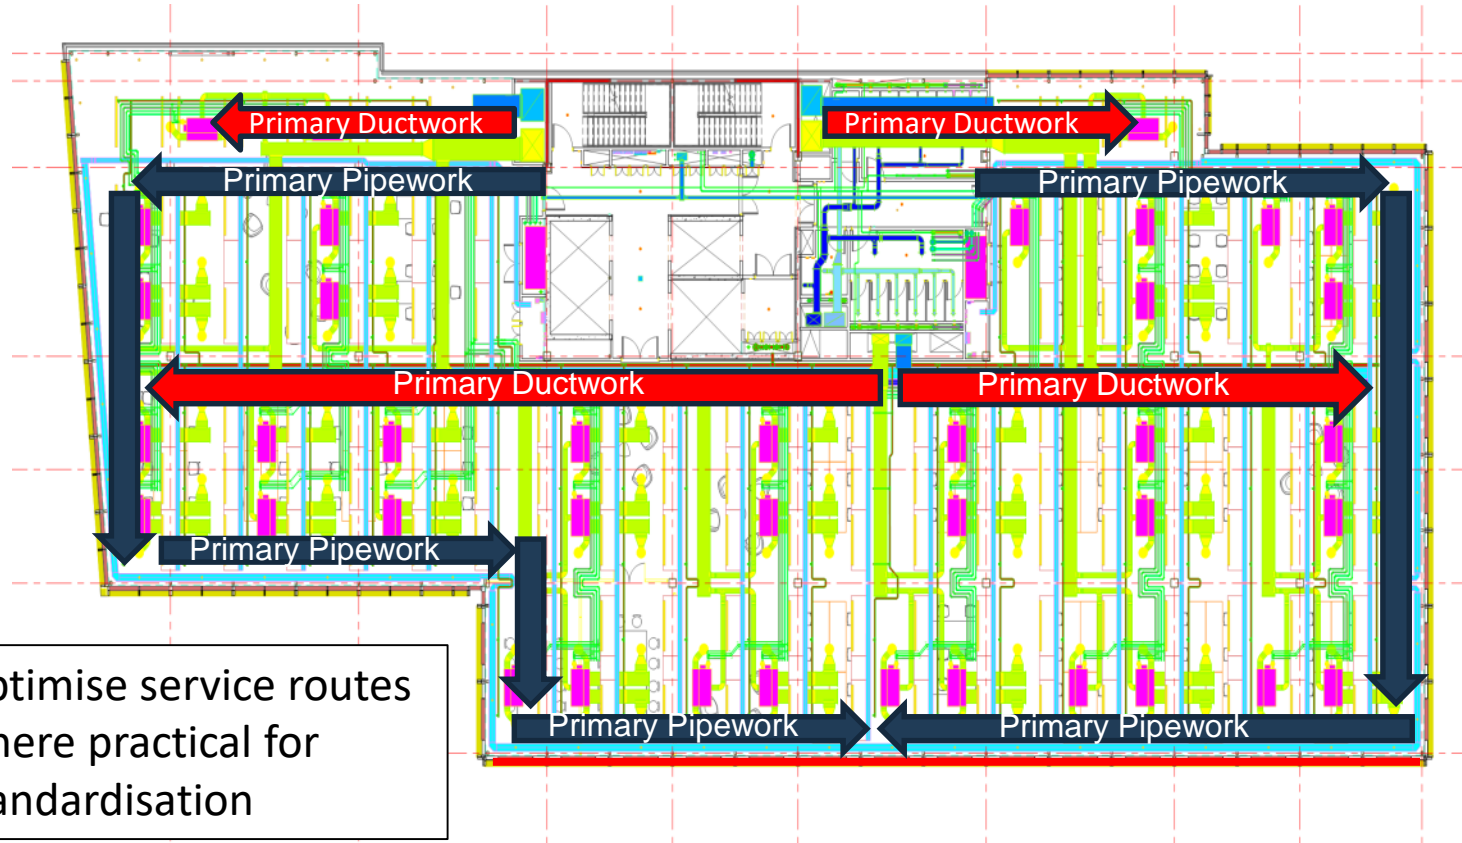 Primary Ductwork
Primary Ductwork
Primary Pipework
Primary Pipework
Primary Ductwork
Primary Ductwork
Primary Pipework
Primary Pipework
Primary Pipework
ptimise service routes
here practical for
andardisation